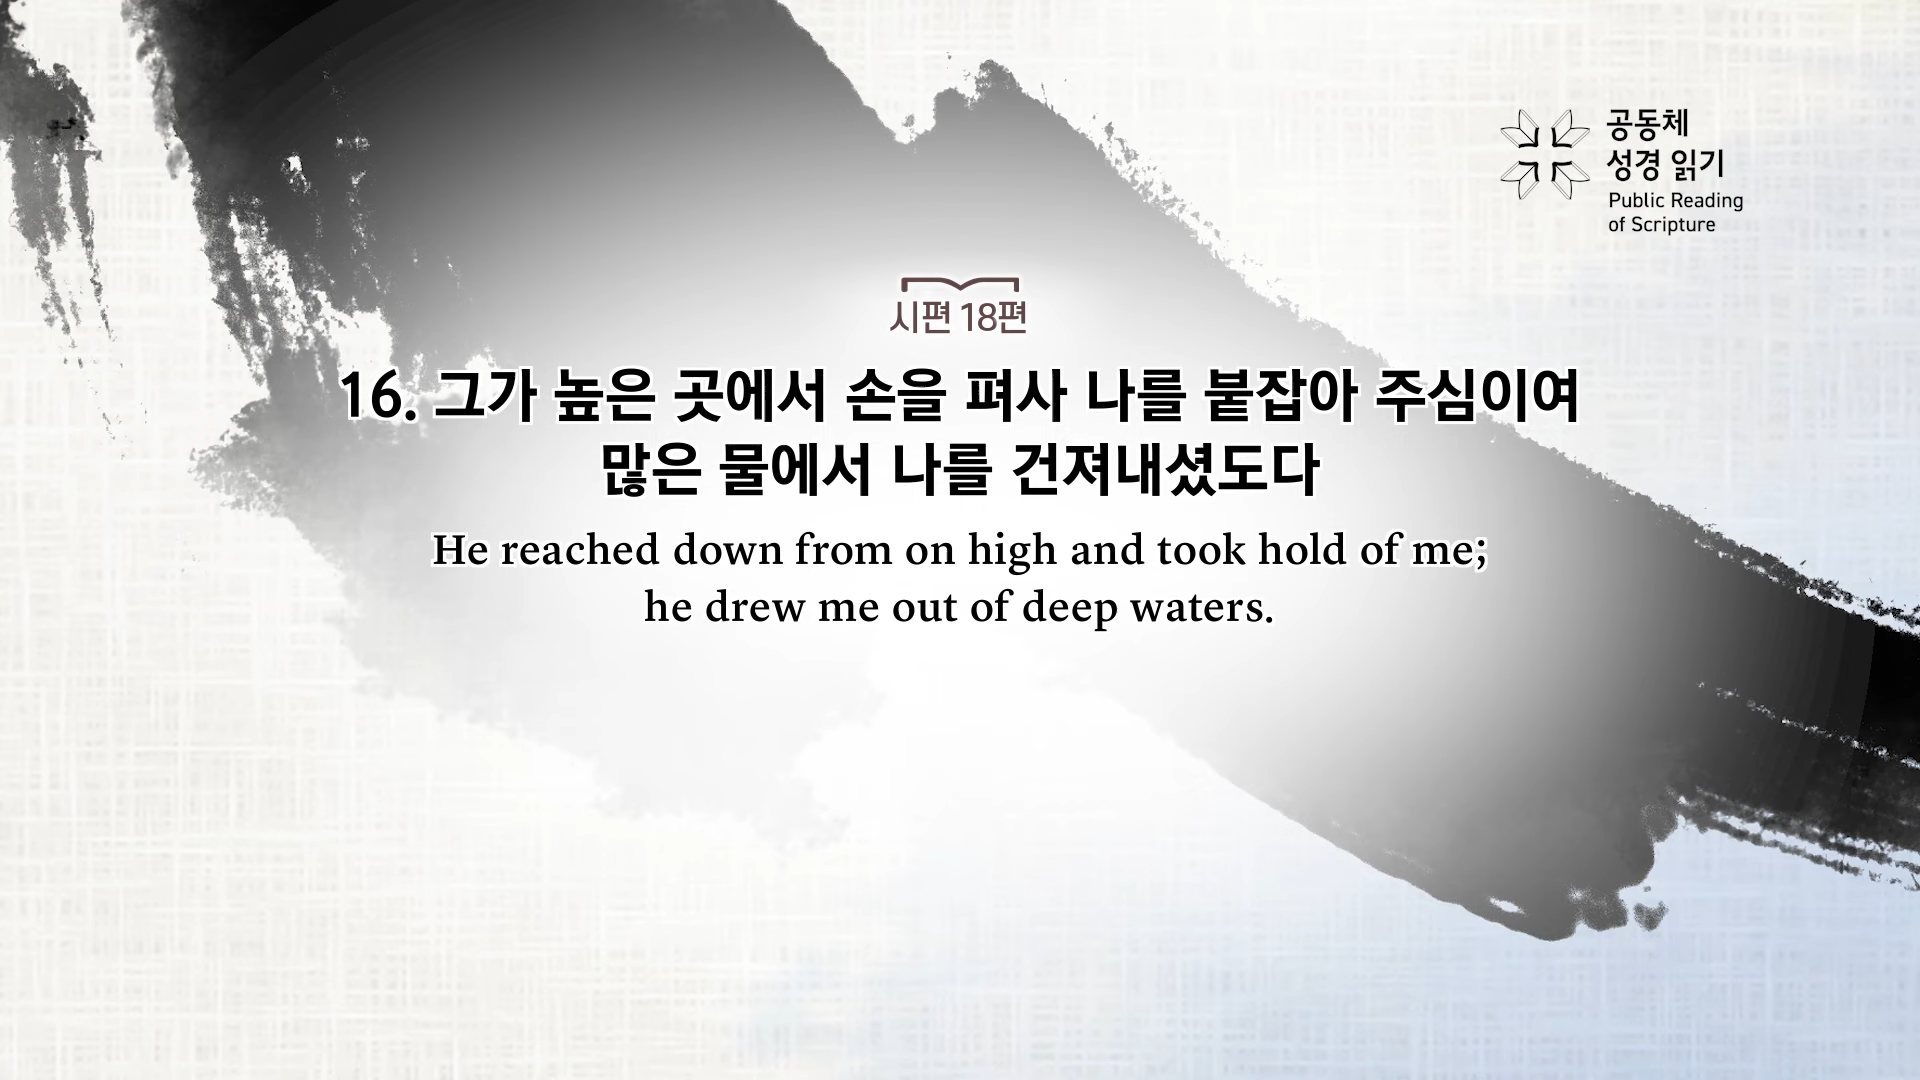 공동체
성경 읽기
Public Reading
of Scripture
시편 18편
16. 그가 높은 곳에서 손을 펴사 나를 붙잡아 주심이여
많은 물에서 나를 건져내셨도다
He reached down from on high and took hold of me;
he drew me out of deep waters.